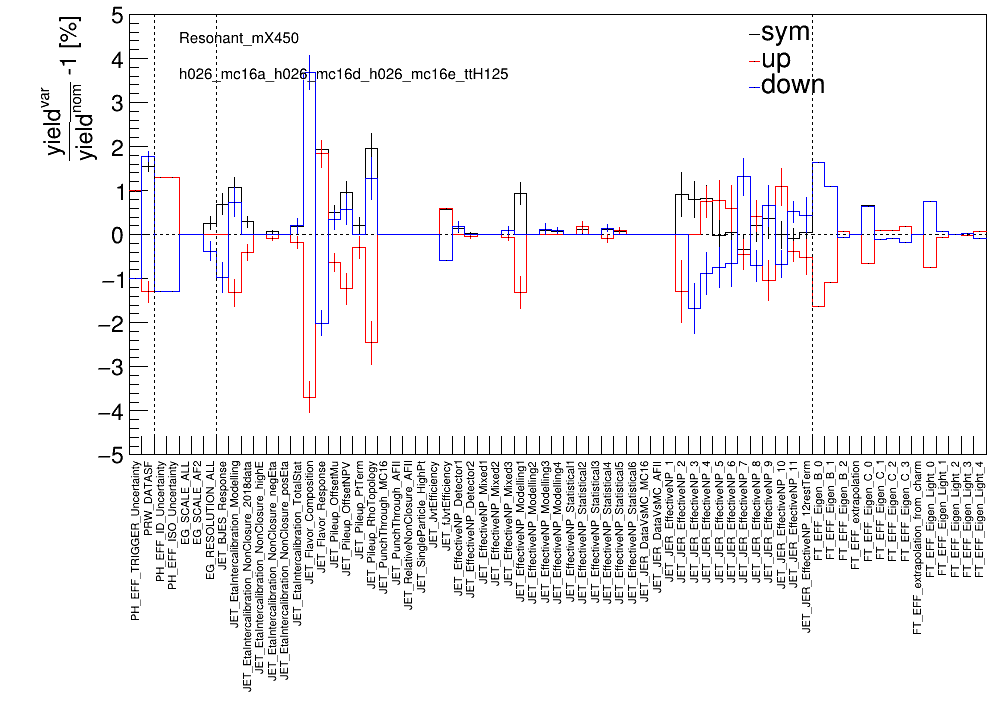 yield^var / yield^nom -1 [%]
Resonant_mX450
h026_mc16a_h026_mc16d_h026_mc16e_ttH125
sym
up
down
5
4
3
2
1
0
−1
−2
−3
−4
−5
PH_EFF_TRIGGER_Uncertainty
PRW_DATASF
PH_EFF_ID_Uncertainty
PH_EFF_ISO_Uncertainty
EG_SCALE_ALL
EG_SCALE_AF2
EG_RESOLUTION_ALL
JET_BJES_Response
JET_EtaIntercalibration_Modelling
JET_EtaIntercalibration_NonClosure_2018data
JET_EtaIntercalibration_NonClosure_highE
JET_EtaIntercalibration_NonClosure_negEta
JET_EtaIntercalibration_NonClosure_posEta
JET_EtaIntercalibration_TotalStat
JET_Flavor_Composition
JET_Flavor_Response
JET_Pileup_OffsetMu
JET_Pileup_OffsetNPV
JET_Pileup_PtTerm
JET_Pileup_RhoTopology
JET_PunchThrough_MC16
JET_PunchThrough_AFII
JET_RelativeNonClosure_AFII
JET_SingleParticle_HighPt
JET_JvtEfficiency
JET_fJvtEfficiency
JET_EffectiveNP_Detector1
JET_EffectiveNP_Detector2
JET_EffectiveNP_Mixed1
JET_EffectiveNP_Mixed2
JET_EffectiveNP_Mixed3
JET_EffectiveNP_Modelling1
JET_EffectiveNP_Modelling2
JET_EffectiveNP_Modelling3
JET_EffectiveNP_Modelling4
JET_EffectiveNP_Statistical1
JET_EffectiveNP_Statistical2
JET_EffectiveNP_Statistical3
JET_EffectiveNP_Statistical4
JET_EffectiveNP_Statistical5
JET_EffectiveNP_Statistical6
JET_JER_DataVsMC_MC16
JET_JER_DataVsMC_AFII
JET_JER_EffectiveNP_1
JET_JER_EffectiveNP_2
JET_JER_EffectiveNP_3
JET_JER_EffectiveNP_4
JET_JER_EffectiveNP_5
JET_JER_EffectiveNP_6
JET_JER_EffectiveNP_7
JET_JER_EffectiveNP_8
JET_JER_EffectiveNP_9
JET_JER_EffectiveNP_10
JET_JER_EffectiveNP_11
JET_JER_EffectiveNP_12restTerm
FT_EFF_Eigen_B_0
FT_EFF_Eigen_B_1
FT_EFF_Eigen_B_2
FT_EFF_extrapolation
FT_EFF_Eigen_C_0
FT_EFF_Eigen_C_1
FT_EFF_Eigen_C_2
FT_EFF_Eigen_C_3
FT_EFF_extrapolation_from_charm
FT_EFF_Eigen_Light_0
FT_EFF_Eigen_Light_1
FT_EFF_Eigen_Light_2
FT_EFF_Eigen_Light_3
FT_EFF_Eigen_Light_4